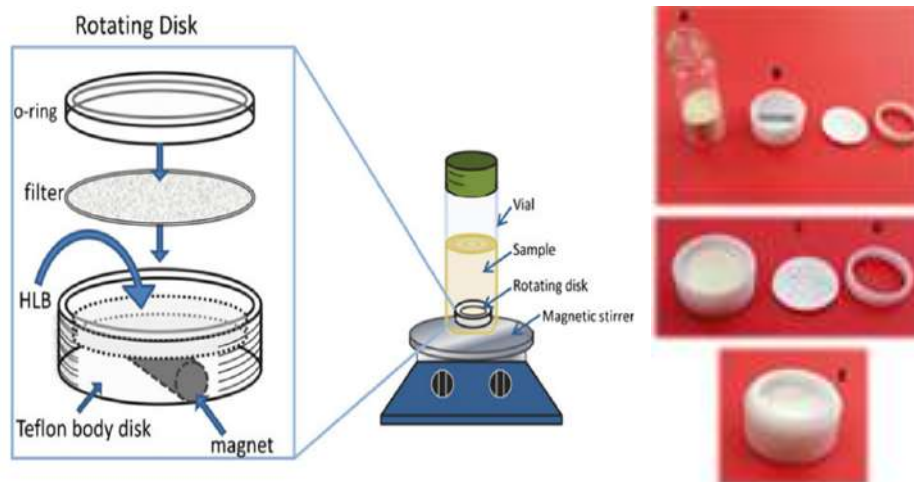 Rotating Disk
o-ring
filter
HLB
Teflon body disk
magnet
Vial
Sample
Rotating disk
Magnetic stirrer